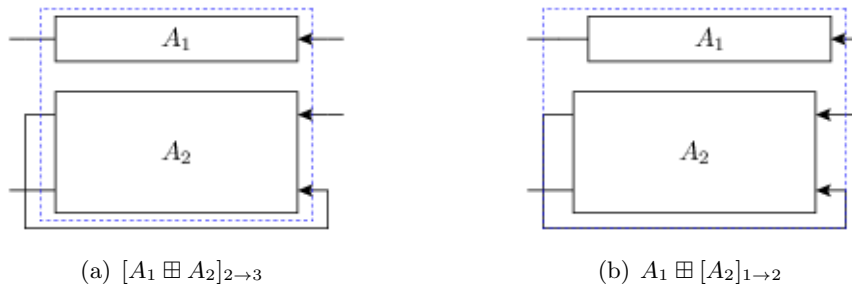 A₁ A₁
A₂ A₂
(a) [A₁ ⊞ A₂]₂→₃ (b) A₁ ⊞ [A₂]₁→₂